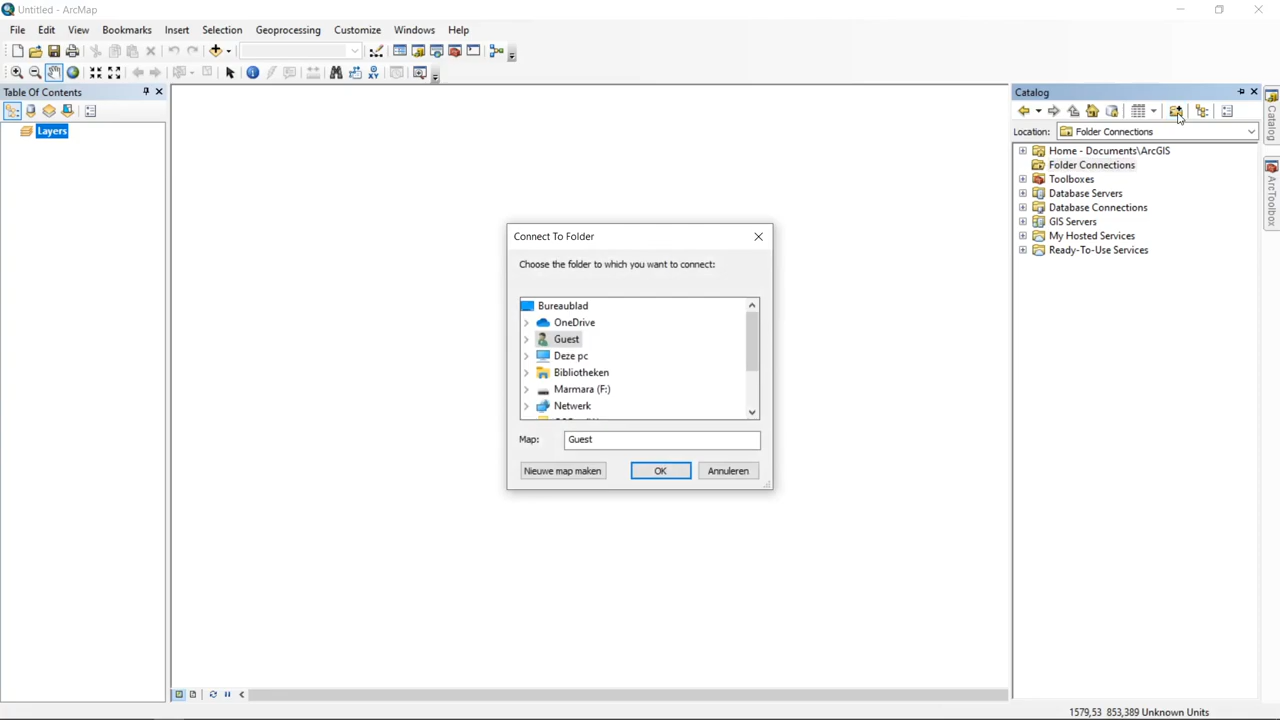 Untitled - ArcMap
File Edit View Bookmarks Insert Selection Geoprocessing Customize Windows Help
Table Of Contents
Layers
Catalog
Location: Folder Connections
Home - Documents\ArcGIS
Folder Connections
Toolboxes
Database Servers
Database Connections
GIS Servers
My Hosted Services
Ready-To-Use Services
Catalog
ArcToolbox
Connect To Folder
Choose the folder to which you want to connect:
Bureaublad
OneDrive
Guest
Deze pc
Bibliotheken
Marmara (F:)
Netwerk
Map: Guest
Nieuwe map maken OK Annuleren
1579,53 853,389 Unknown Units